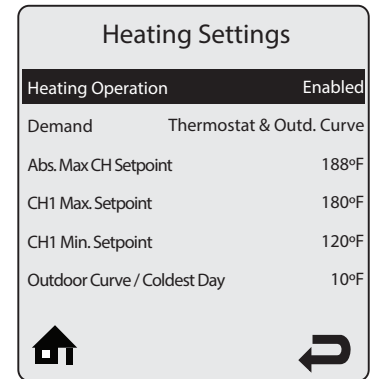 Heating Settings
Heating Operation Enabled
Demand Thermostat & Outd. Curve
Abs. Max CH Setpoint 188ºF
CH1 Max. Setpoint 180ºF
CH1 Min. Setpoint 120ºF
Outdoor Curve / Coldest Day 10ºF